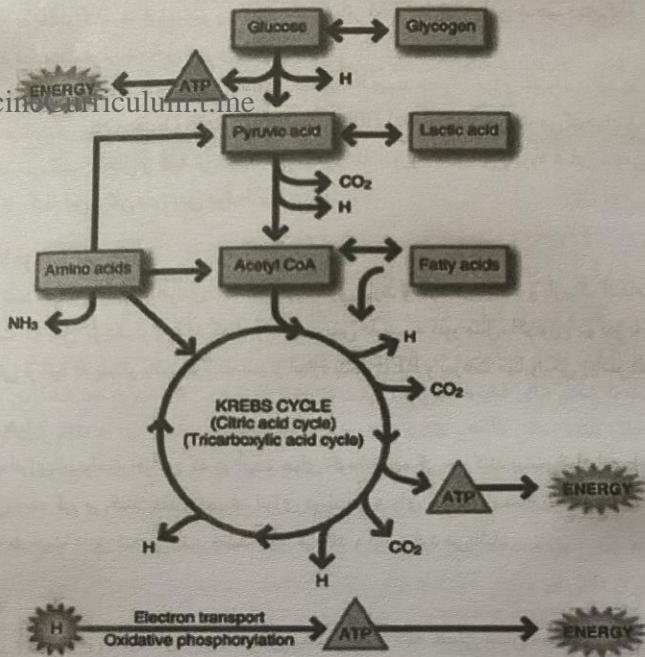 Glucose
Glycogen
ENERGY
ATP
H
Pyruvic acid
Lactic acid
CO₂
H
Amino acids
Acetyl CoA
Fatty acids
NH₃
H
CO₂
KREBS CYCLE
(Citric acid cycle)
(Tricarboxylic acid cycle)
ATP
ENERGY
H
CO₂
H
H
Electron transport
Oxidative phosphorylation
ATP
ENERGY